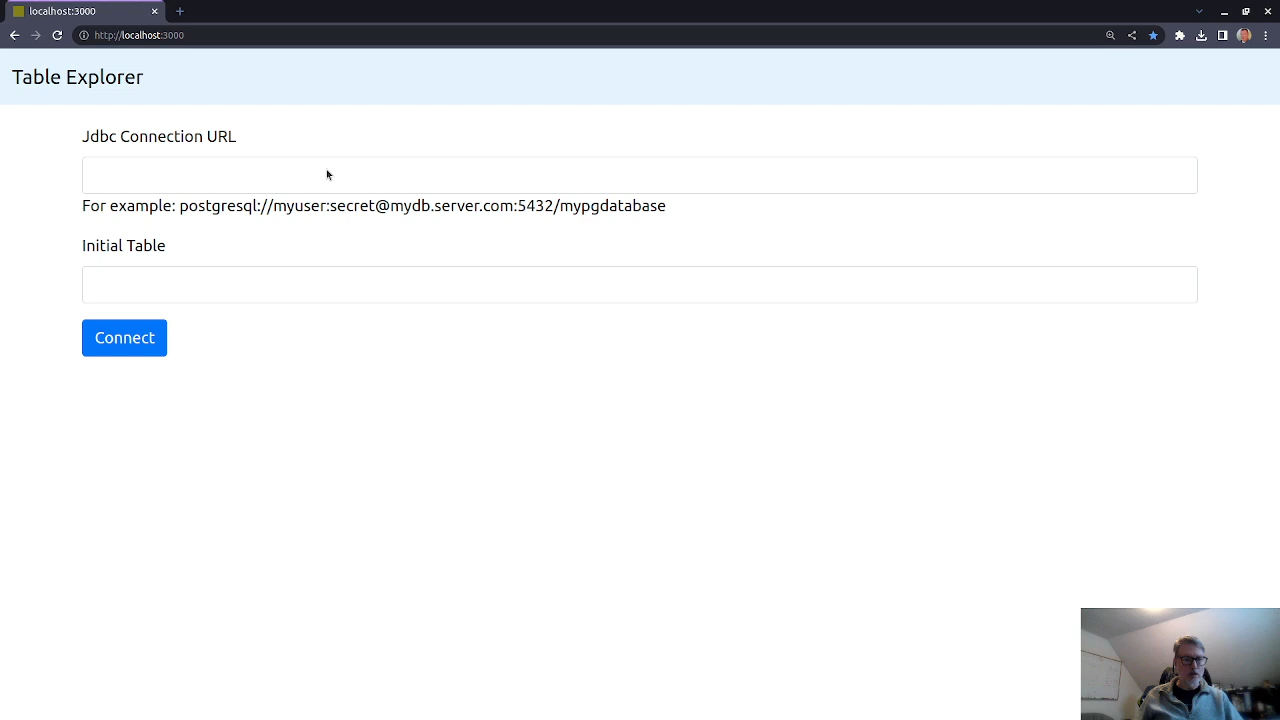 localhost:3000
http://localhost:3000
Table Explorer
Jdbc Connection URL
For example: postgresql://myuser:secret@mydb.server.com:5432/mypgdatabase
Initial Table
Connect